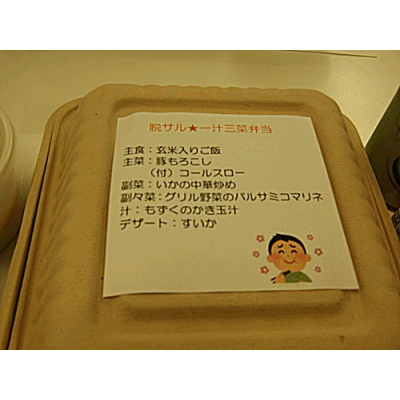 脱サル★一汁三菜弁当
主食：玄米入りご飯
主菜：豚もろこし
（付）コールスロー
副菜：いかの中華炒め
副々菜：グリル野菜のバルサミコマリネ
汁：もずくのかき玉汁
デザート：すいか